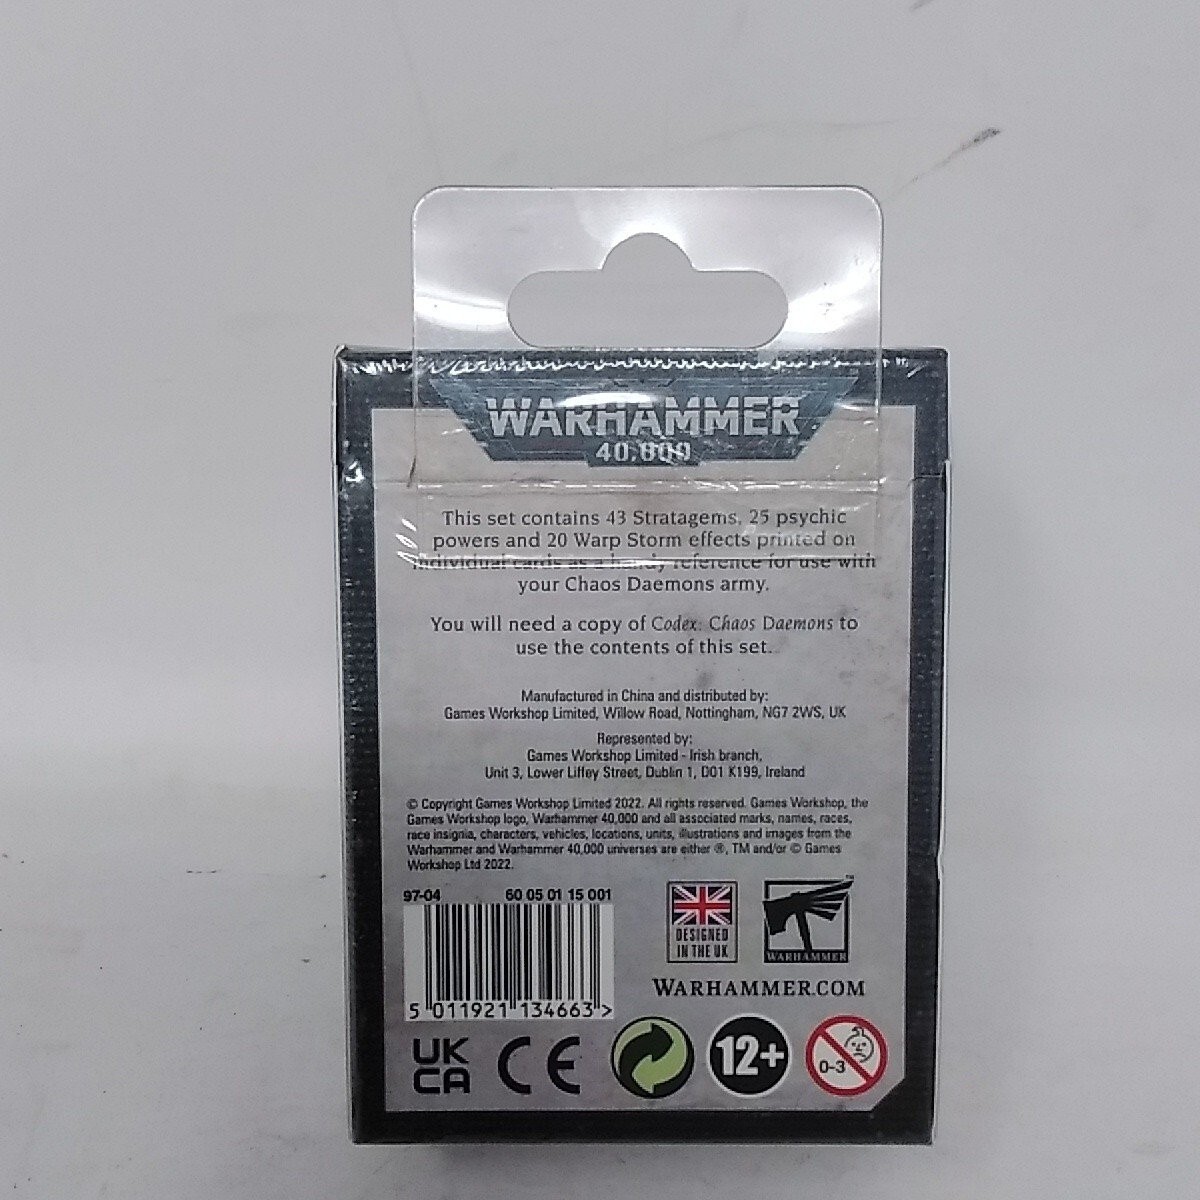 WARHAMMER
40,000
This set contains 43 Stratagems, 25 psychic
powers and 20 Warp Storm effects printed on
individual cards as a handy reference for use with
your Chaos Daemons army.
You will need a copy of Codex: Chaos Daemons to
use the contents of this set.
Manufactured in China and distributed by:
Games Workshop Limited, Willow Road, Nottingham, NG7 2WS, UK
Represented by:
Games Workshop Limited - Irish branch,
Unit 3, Lower Liffey Street, Dublin 1, D01 K199, Ireland
© Copyright Games Workshop Limited 2022. All rights reserved. Games Workshop, the
Games Workshop logo, Warhammer 40,000 and all associated marks, names, races,
race insignia, characters, vehicles, locations, units, illustrations and images from the
Warhammer and Warhammer 40,000 universes are either ®, TM and/or © Games
Workshop Ltd 2022.
97-04 60 05 01 15 001
5 011921 134663 >
DESIGNED
IN THE UK
WARHAMMER
TM
WARHAMMER.COM
UK
CA
CE
12+
0-3